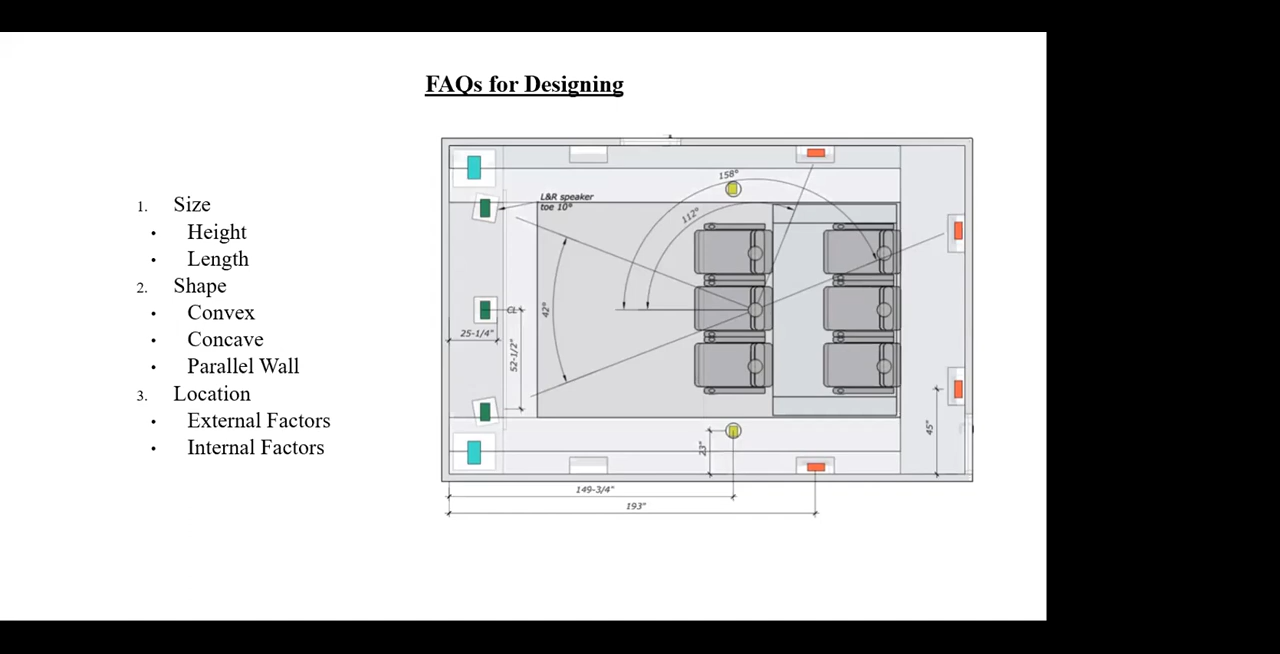 FAQs for Designing
1. Size
• Height
• Length
2. Shape
• Convex
• Concave
• Parallel Wall
3. Location
• External Factors
• Internal Factors
L&R speaker
toe 10°
158°
112°
42°
CL
25-1/4"
52-1/2"
23"
45"
149-3/4"
193"